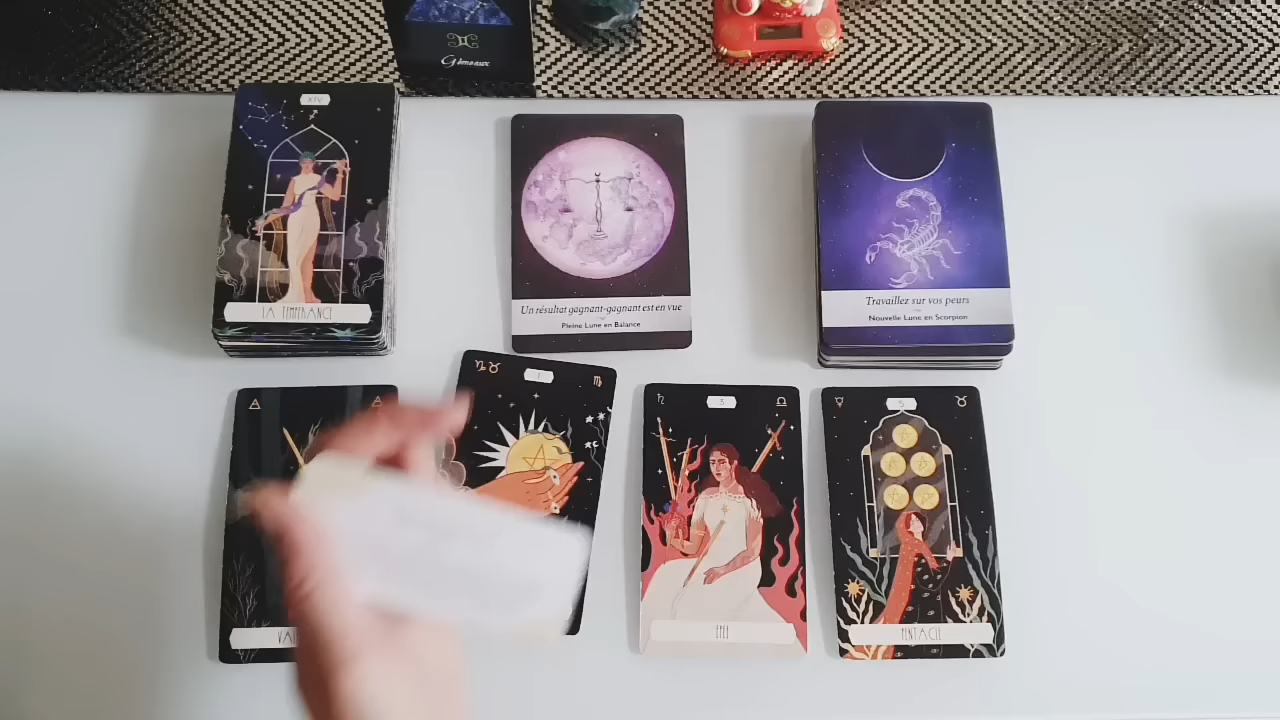 Gémeaux
XIV
LA TEMPÉRANCE
Un résultat gagnant-gagnant est en vue
Pleine Lune en Balance
Travaillez sur vos peurs
Nouvelle Lune en Scorpion
1
3
5
ÉPÉE
PENTACLE